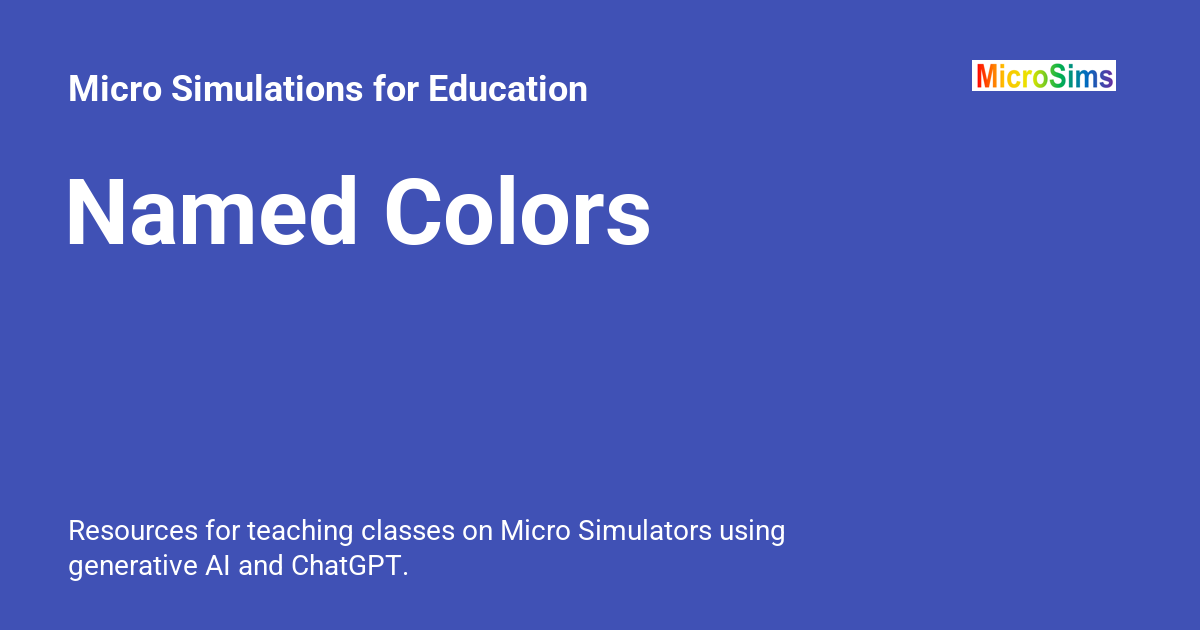 Micro Simulations for Education
MicroSims
Named Colors
Resources for teaching classes on Micro Simulators using
generative AI and ChatGPT.